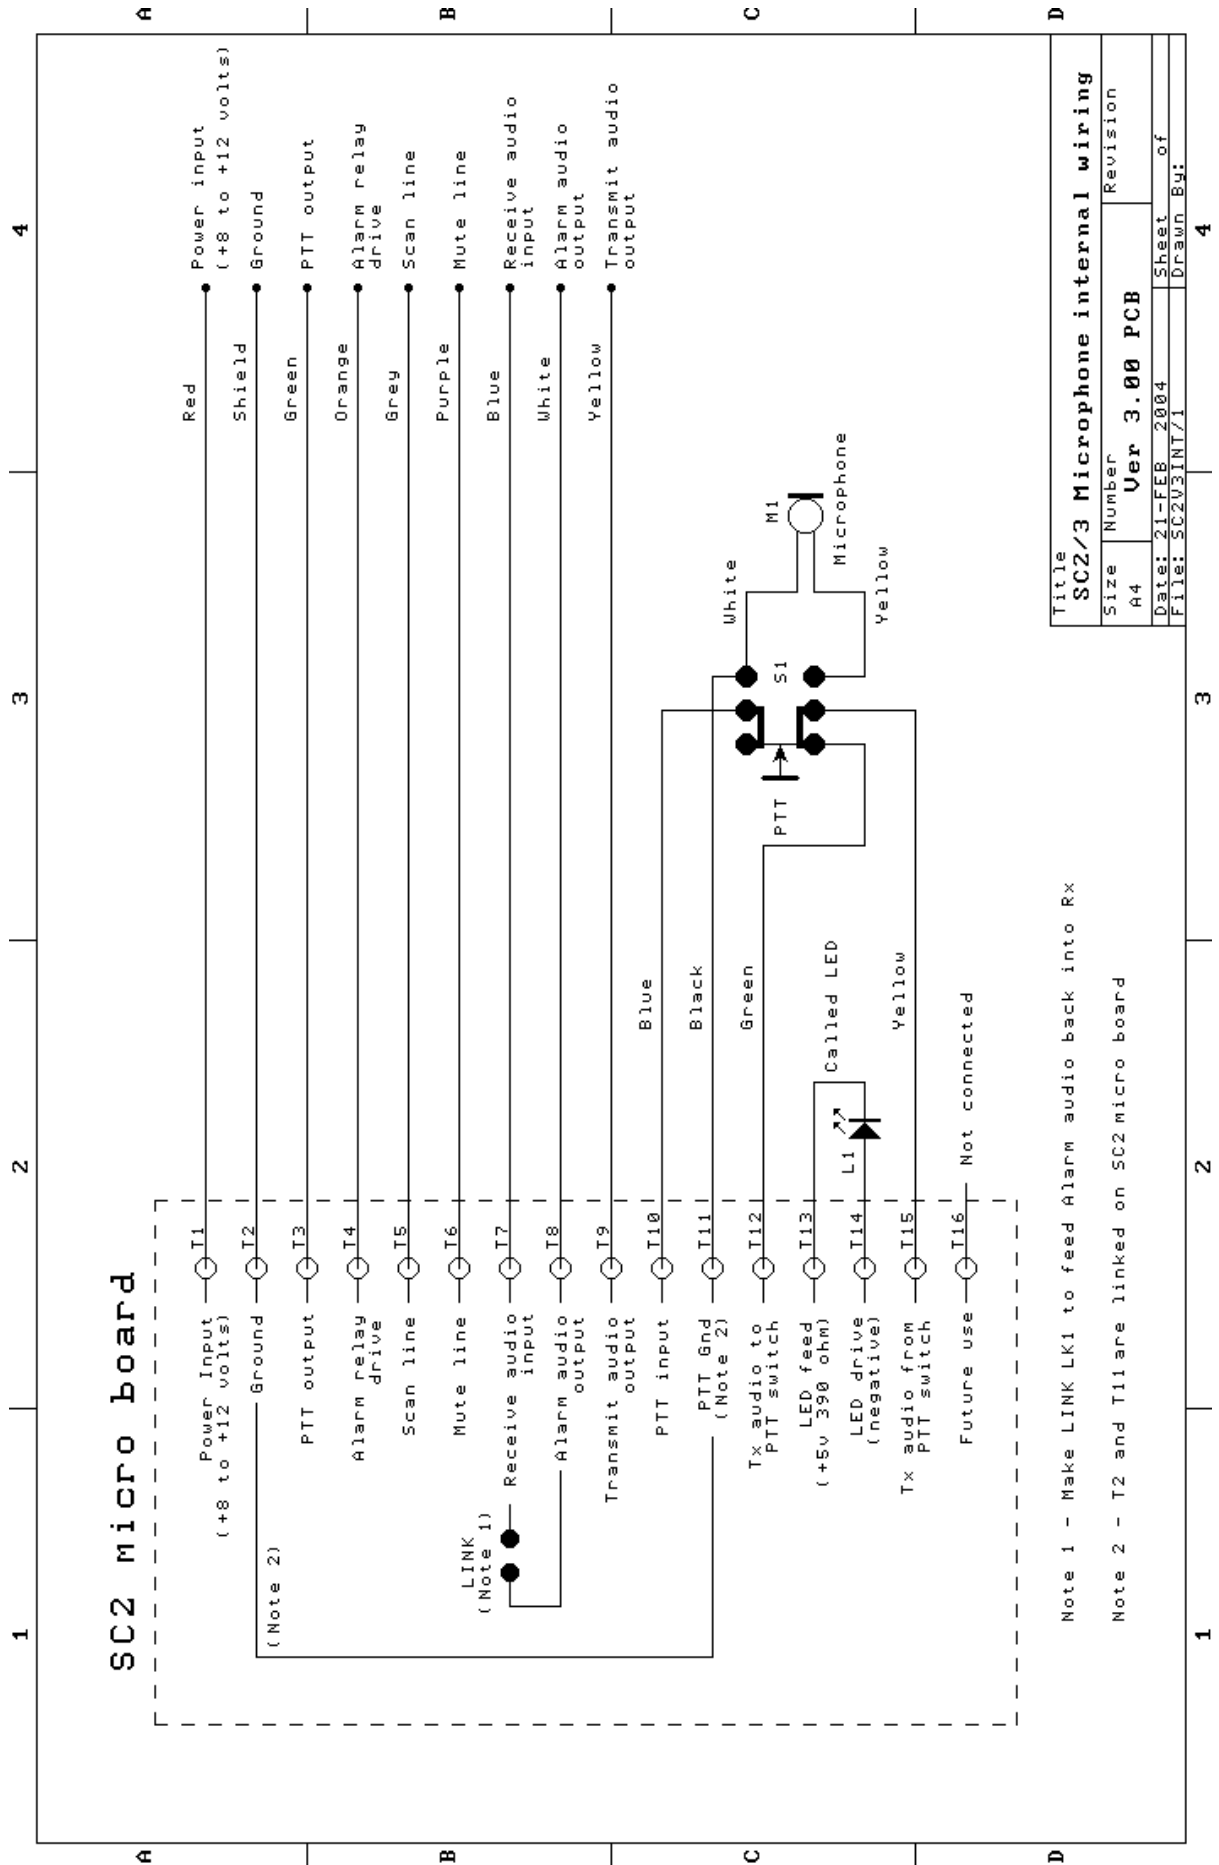 1
2
3
4
A
A
B
B
C
C
D
D
SC2 micro board
Power Input
(+8 to +12 volts)
T1
Red
Power input
(+8 to +12 volts)
Ground
T2
Shield
Ground
(Note 2)
PTT output
T3
Green
PTT output
Alarm relay
drive
T4
Orange
Alarm relay
drive
Scan line
T5
Grey
Scan line
Mute line
T6
Purple
Mute line
LINK
(Note 1)
Receive audio
input
T7
Blue
Receive audio
input
Alarm audio
output
T8
White
Alarm audio
output
Transmit audio
output
T9
Yellow
Transmit audio
output
PTT input
T10
Blue
PTT Gnd
(Note 2)
T11
Black
White
M1
Microphone
S1
PTT
Yellow
Tx audio to
PTT switch
T12
Green
LED feed
(+5v 390 ohm)
T13
Called LED
L1
LED drive
(negative)
T14
Tx audio from
PTT switch
T15
Yellow
Future use
T16
Not connected
Note 1 - Make LINK LK1 to feed Alarm audio back into Rx
Note 2 - T2 and T11 are linked on SC2 micro board
Title
SC2/3 Microphone internal wiring
Size
A4
Number
Ver 3.00 PCB
Revision
Date: 21-FEB 2004
Sheet of
File: SC2V3INT/1
Drawn By:
1
2
3
4